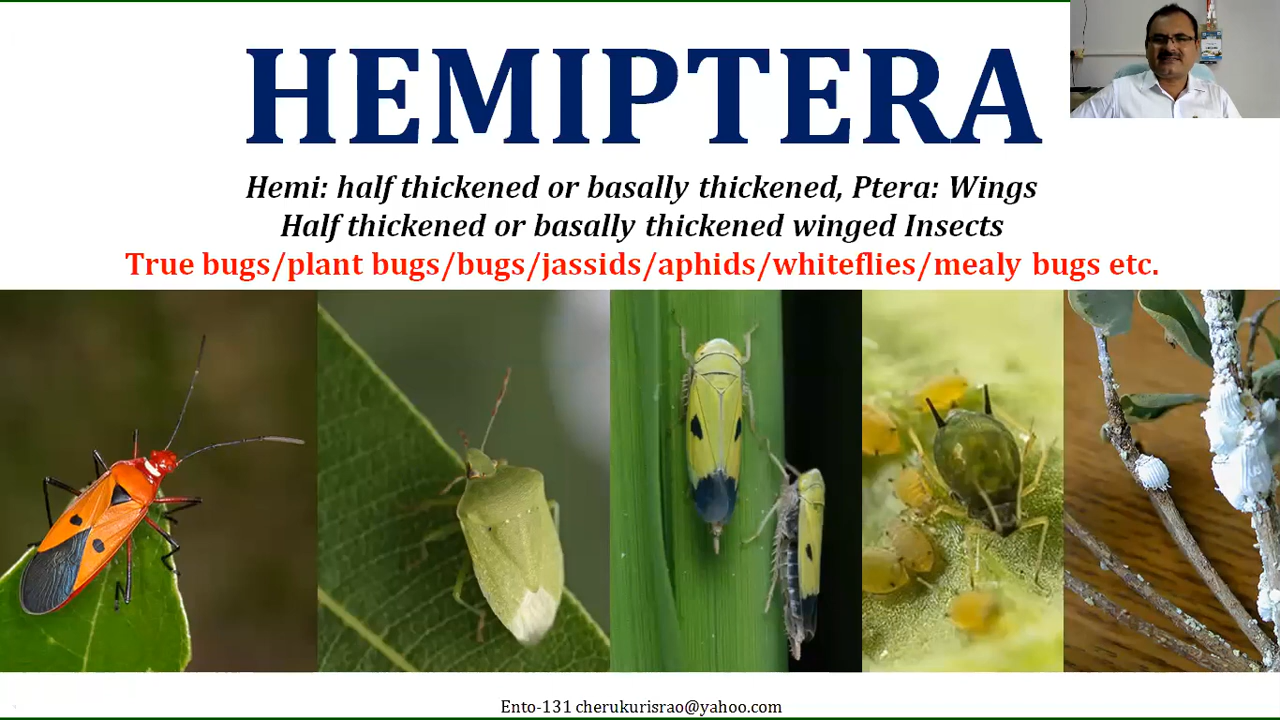 HEMIPTERA
Hemi: half thickened or basally thickened, Ptera: Wings
Half thickened or basally thickened winged Insects
True bugs/plant bugs/bugs/jassids/aphids/whiteflies/mealy bugs etc.
Ento-131 cherukurisrao@yahoo.com